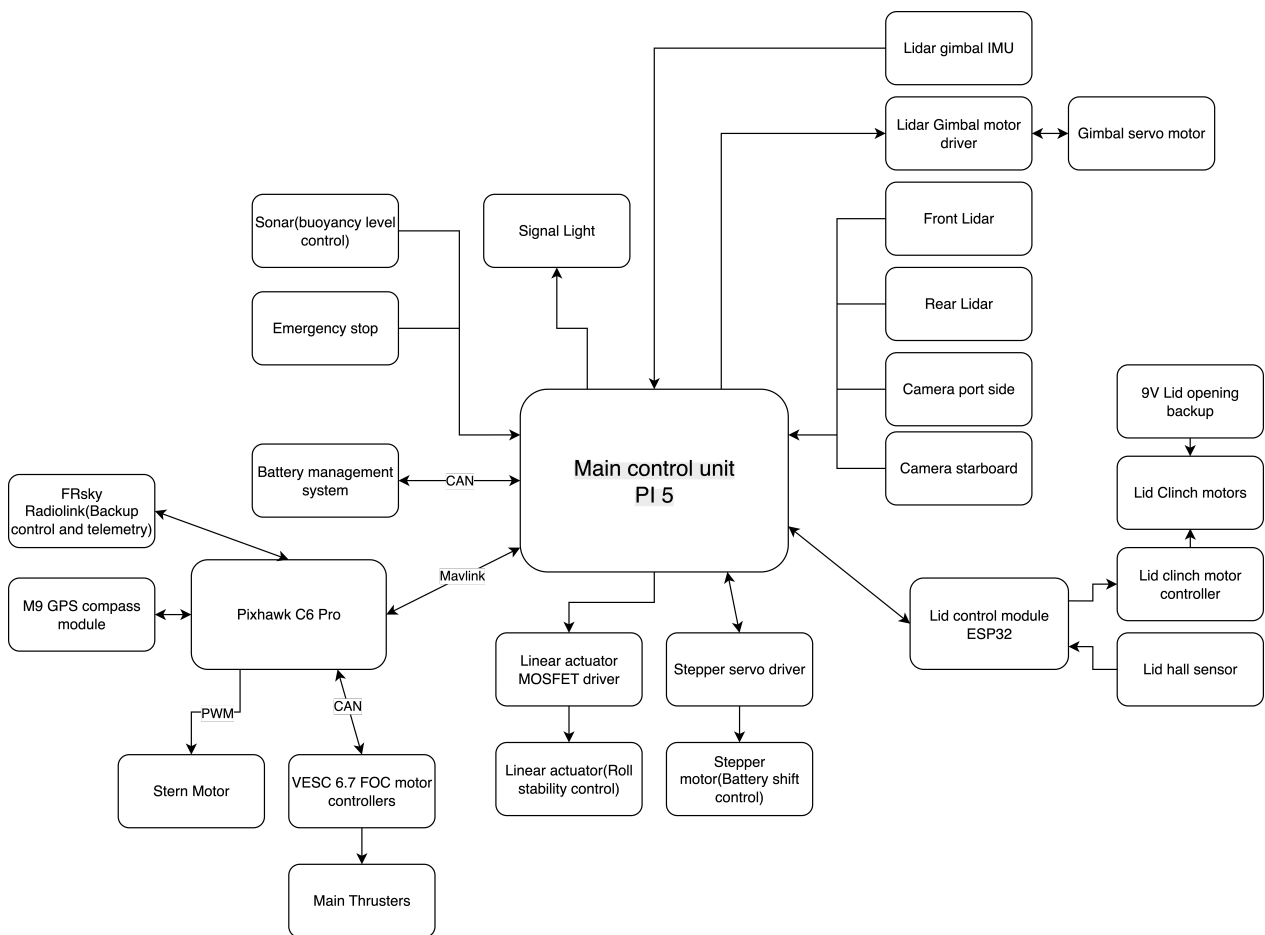 Lidar gimbal IMU
Lidar Gimbal motor
driver
Gimbal servo motor
Sonar(buoyancy level
control)
Signal Light
Front Lidar
Emergency stop
Rear Lidar
Camera port side
9V Lid opening
backup
Main control unit
PI 5
Camera starboard
Battery management
system
CAN
Lid Clinch motors
FRsky
Radiolink(Backup
control and telemetry)
Mavlink
M9 GPS compass
module
Pixhawk C6 Pro
Lid control module
ESP32
Lid clinch motor
controller
Linear actuator
MOSFET driver
Stepper servo driver
Lid hall sensor
PWM
CAN
Stern Motor
VESC 6.7 FOC motor
controllers
Linear actuator(Roll
stability control)
Stepper
motor(Battery shift
control)
Main Thrusters